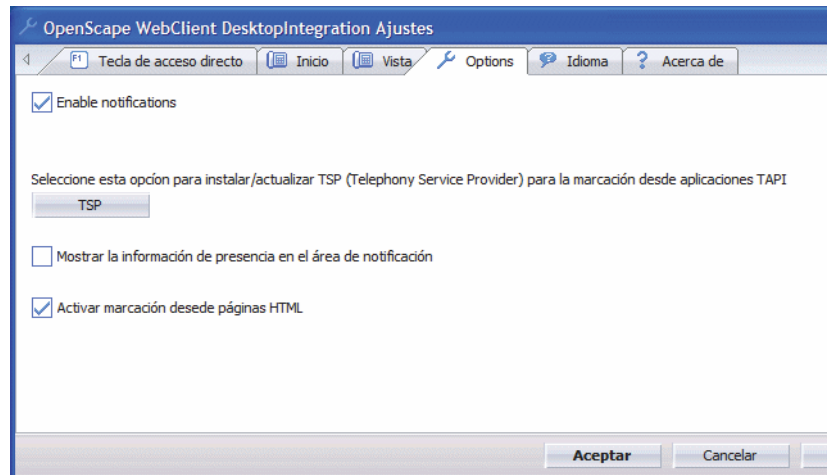 OpenScape WebClient DesktopIntegration Ajustes
F1 Tecla de acceso directo Inicio Vista Options Idioma ? Acerca de
Enable notifications
Seleccione esta opcíon para instalar/actualizar TSP (Telephony Service Provider) para la marcación desde aplicaciones TAPI
TSP
Mostrar la información de presencia en el área de notificación
Activar marcación desede páginas HTML
Aceptar Cancelar